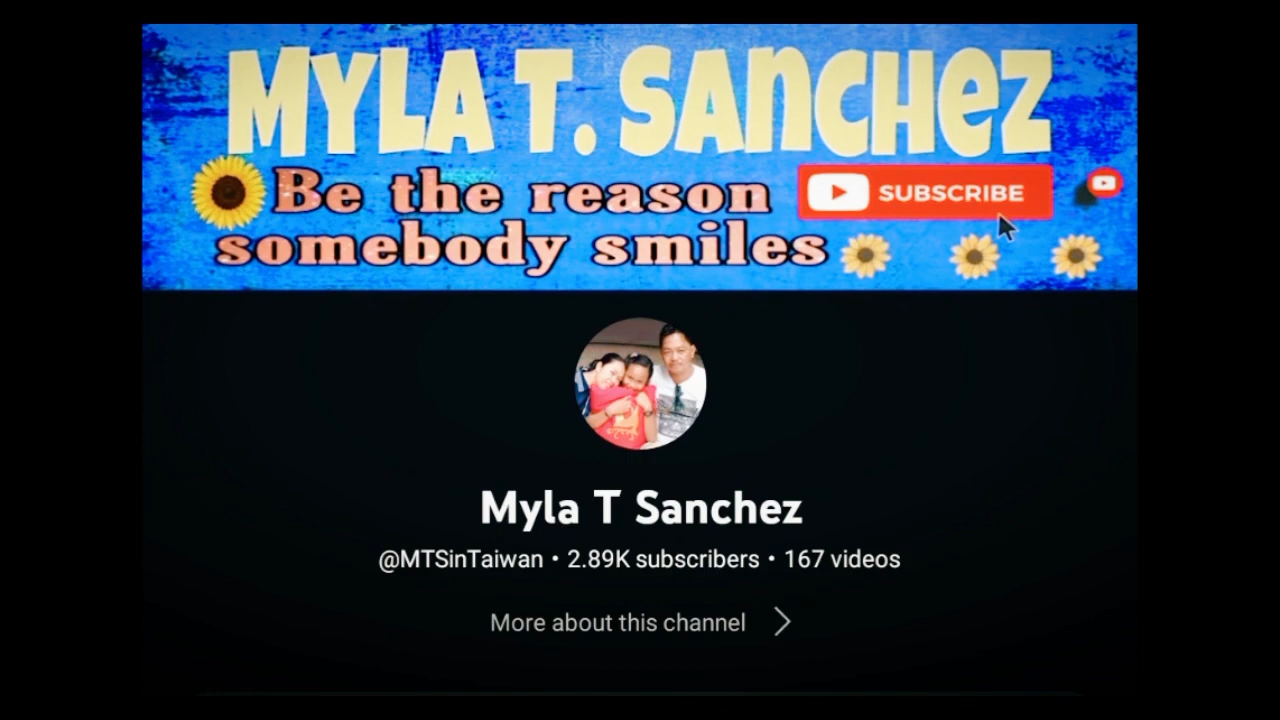 MYLA T. SANCHEZ
Be the reason
SUBSCRIBE
somebody smiles
Myla T Sanchez
@MTSinTaiwan • 2.89K subscribers • 167 videos
More about this channel